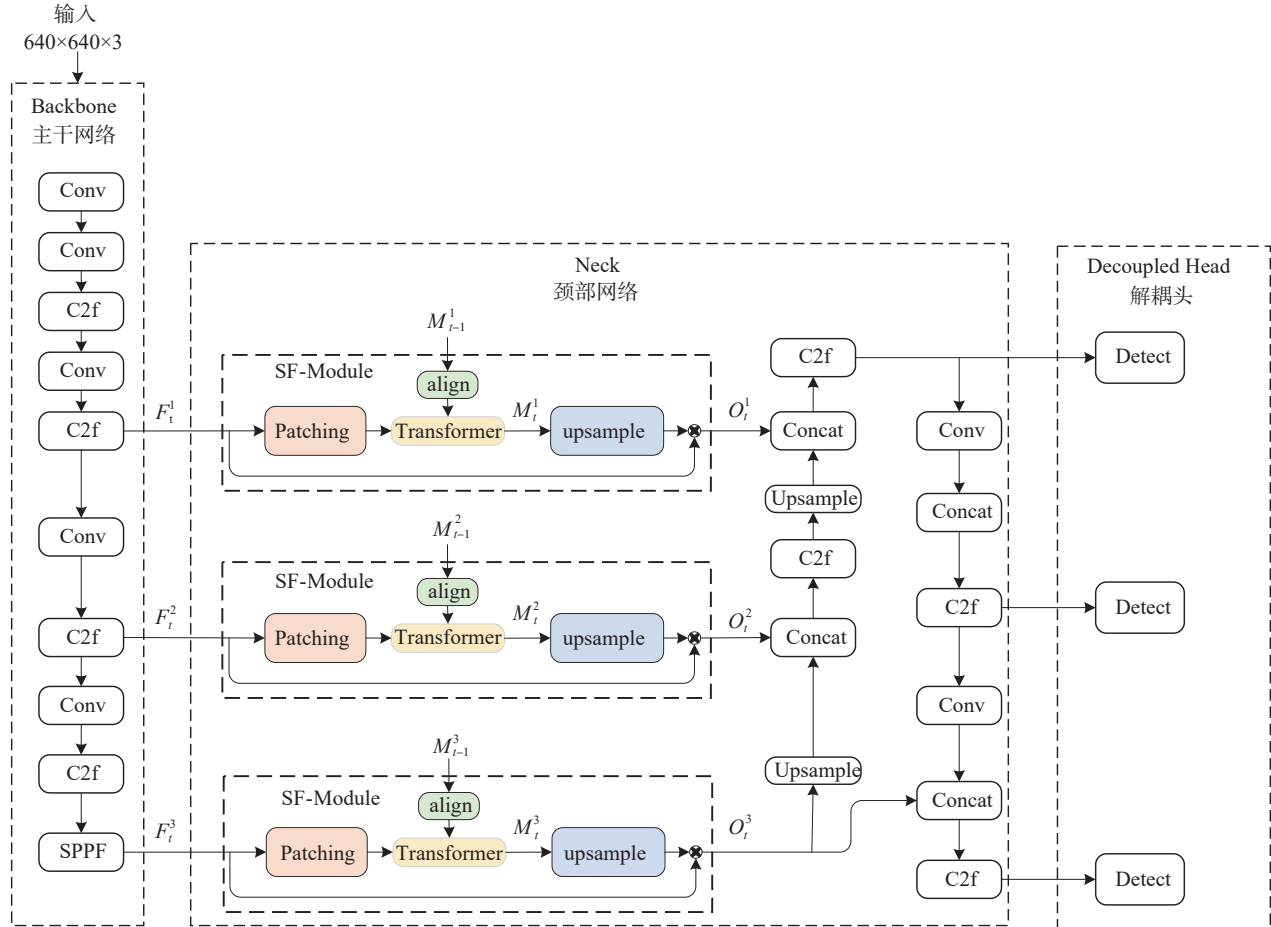 输入
640×640×3
Backbone
主干网络
Conv
Conv
C2f
Conv
C2f
Conv
C2f
Conv
C2f
SPPF
F_t^1
F_t^2
F_t^3
Neck
颈部网络
M_{t-1}^1
SF-Module
align
Patching
Transformer
M_t^1
upsample
O_t^1
M_{t-1}^2
SF-Module
align
Patching
Transformer
M_t^2
upsample
O_t^2
M_{t-1}^3
SF-Module
align
Patching
Transformer
M_t^3
upsample
O_t^3
C2f
Concat
Upsample
C2f
Concat
Upsample
Conv
Concat
C2f
Conv
Concat
C2f
Decoupled Head
解耦头
Detect
Detect
Detect